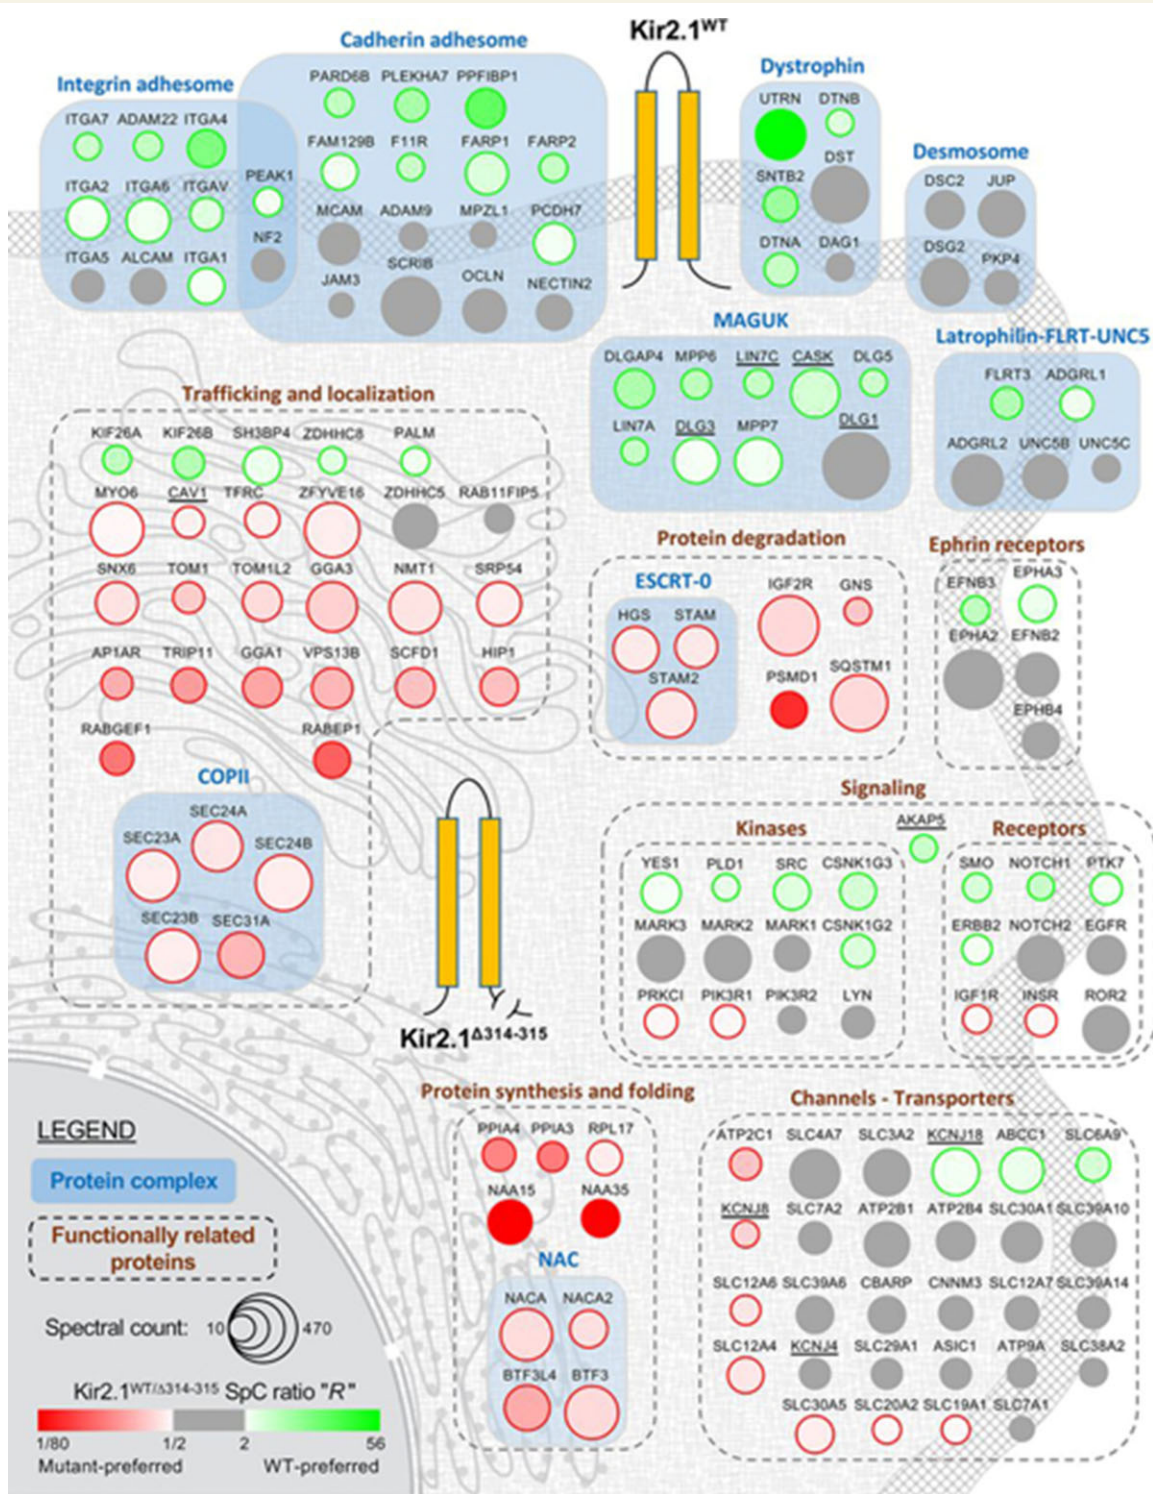 Kir2.1WT
Cadherin adhesome
Integrin adhesome
Dystrophin
Desmosome
PARD6B PLEKHA7 PPFIBP1
UTRN DTNB
ITGA7 ADAM22 ITGA4
FAM129B F11R FARP1 FARP2
DST
ITGA2 ITGA6 ITGAV PEAK1
SNTB2
DSC2 JUP
MCAM ADAM9 MPZL1 PCDH7
NF2
DTNA DAG1
DSG2 PKP4
ITGA5 ALCAM ITGA1
JAM3 SCRIB OCLN NECTIN2
MAGUK
Latrophilin-FLRT-UNC5
DLGAP4 MPP6 LIN7C CASK DLG5
FLRT3 ADGRL1
LIN7A DLG3 MPP7 DLG1
ADGRL2 UNC5B UNC5C
Trafficking and localization
KIF26A KIF26B SH3BP4 ZDHHC8 PALM
MYO6 CAV1 TFRC ZFYVE16 ZDHHC5 RAB11FIP5
SNX6 TOM1 TOM1L2 GGA3 NMT1 SRP54
AP1AR TRIP11 GGA1 VPS13B SCFD1 HIP1
RABGEF1 RABEP1
COPII
SEC24A
SEC23A SEC24B
SEC23B SEC31A
Protein degradation
ESCRT-0
IGF2R GNS
HGS STAM
STAM2
PSMD1 SQSTM1
Ephrin receptors
EFNB3 EPHA3
EPHA2 EFNB2
EPHB4
Signaling
AKAP5
Kinases
Receptors
YES1 PLD1 SRC CSNK1G3
SMO NOTCH1 PTK7
MARK3 MARK2 MARK1 CSNK1G2
ERBB2 NOTCH2 EGFR
PRKCI PIK3R1 PIK3R2 LYN
IGF1R INSR ROR2
Kir2.1Δ314-315
Protein synthesis and folding
PPIA4 PPIA3 RPL17
NAA15 NAA35
NAC
NACA NACA2
BTF3L4 BTF3
Channels - Transporters
ATP2C1 SLC4A7 SLC3A2 KCNJ18 ABCC1 SLC6A9
KCNJ8 SLC7A2 ATP2B1 ATP2B4 SLC30A1 SLC39A10
SLC12A6 SLC39A6 CBARP CNNM3 SLC12A7 SLC39A14
SLC12A4 KCNJ4 SLC29A1 ASIC1 ATP9A SLC38A2
SLC30A5 SLC20A2 SLC19A1 SLC7A1
LEGEND
Protein complex
Functionally related
proteins
Spectral count: 10 470
Kir2.1WT/Δ314-315 SpC ratio "R"
1/80 1/2 2 56
Mutant-preferred WT-preferred